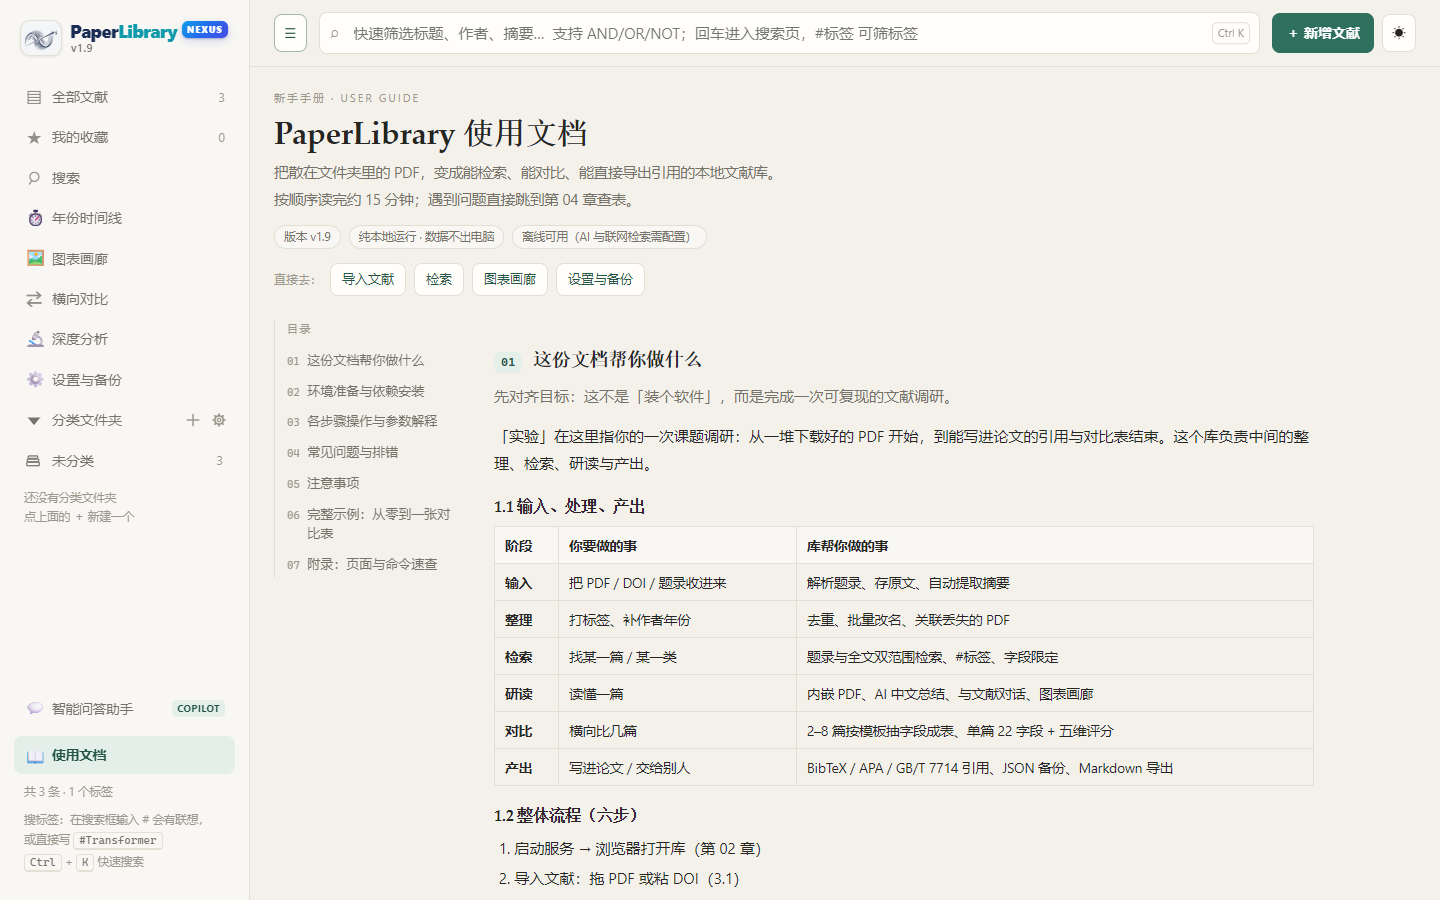 PaperLibrary NEXUS
v1.9
全部文献 3
我的收藏 0
搜索
年份时间线
图表画廊
横向对比
深度分析
设置与备份
分类文件夹
未分类 3
还没有分类文件夹
点上面的 + 新建一个
智能问答助手 COPILOT
使用文档
共 3 条 · 1 个标签
搜标签：在搜索框输入 # 会有联想，
或直接写 #Transformer
Ctrl + K 快速搜索
快速筛选标题、作者、摘要… 支持 AND/OR/NOT；回车进入搜索页，#标签 可筛标签 Ctrl K
+ 新增文献
新手手册 · USER GUIDE
PaperLibrary 使用文档
把散在文件夹里的 PDF，变成能检索、能对比、能直接导出引用的本地文献库。
按顺序读完约 15 分钟；遇到问题直接跳到第 04 章查表。
版本 v1.9 纯本地运行 · 数据不出电脑 离线可用（AI 与联网检索需配置）
直接去： 导入文献 检索 图表画廊 设置与备份
目录
01 这份文档帮你做什么
02 环境准备与依赖安装
03 各步骤操作与参数解释
04 常见问题与排错
05 注意事项
06 完整示例：从零到一张对
比表
07 附录：页面与命令速查
01 这份文档帮你做什么
先对齐目标：这不是「装个软件」，而是完成一次可复现的文献调研。
「实验」在这里指你的一次课题调研：从一堆下载好的 PDF 开始，到能写进论文的引用与对比表结束。这个库负责中间的整
理、检索、研读与产出。
1.1 输入、处理、产出
阶段 你要做的事 库帮你做的事
输入 把 PDF / DOI / 题录收进来 解析题录、存原文、自动提取摘要
整理 打标签、补作者年份 去重、批量改名、关联丢失的 PDF
检索 找某一篇 / 某一类 题录与全文双范围检索、#标签、字段限定
研读 读懂一篇 内嵌 PDF、AI 中文总结、与文献对话、图表画廊
对比 横向比几篇 2–8 篇按模板抽字段成表、单篇 22 字段 + 五维评分
产出 写进论文 / 交给别人 BibTeX / APA / GB/T 7714 引用、JSON 备份、Markdown 导出
1.2 整体流程（六步）
1. 启动服务 → 浏览器打开库（第 02 章）
2. 导入文献：拖 PDF 或粘 DOI（3.1）